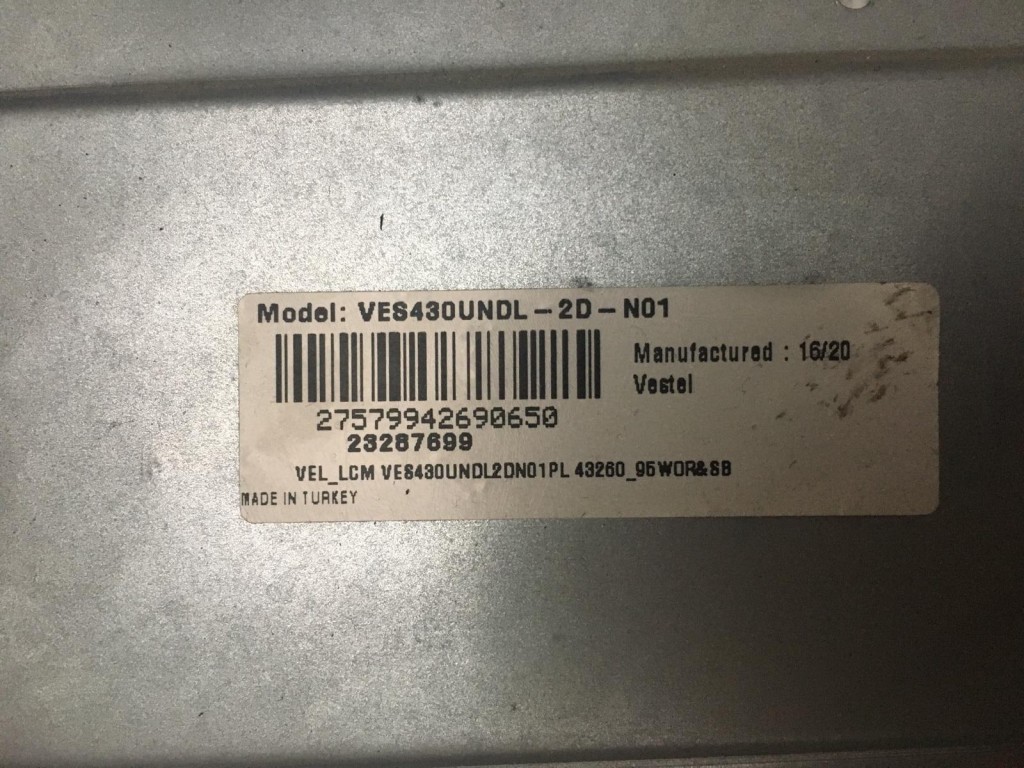 Model: VES430UNDL-2D-N01
Manufactured : 16/20
Vestel
27579942690650
23287699
VEL_LCM VES430UNDL2DN01PL 43260_95WOR&SB
MADE IN TURKEY